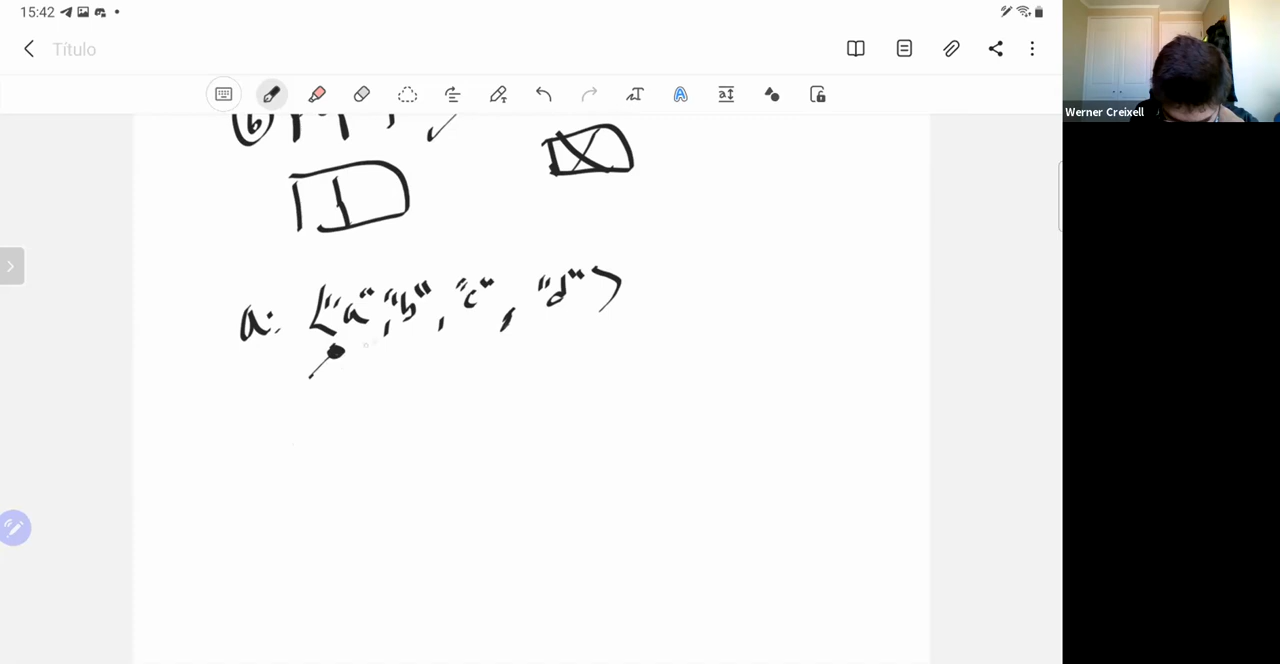 15:42
Título
Werner Creixell
a: {"a", "b", "c", "d"}